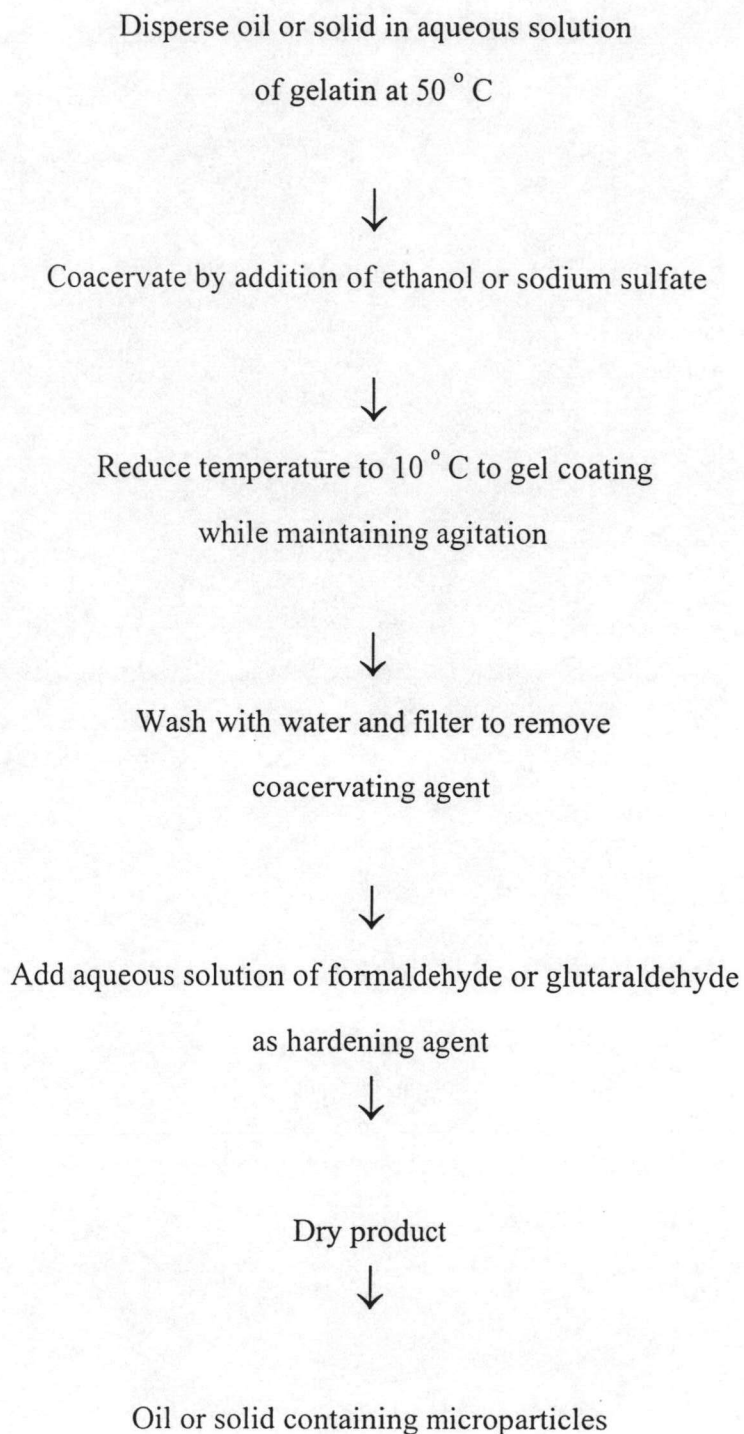 Disperse oil or solid in aqueous solution
of gelatin at 50 ° C
↓
Coacervate by addition of ethanol or sodium sulfate
↓
Reduce temperature to 10 ° C to gel coating
while maintaining agitation
↓
Wash with water and filter to remove
coacervating agent
↓
Add aqueous solution of formaldehyde or glutaraldehyde
as hardening agent
↓
Dry product
↓
Oil or solid containing microparticles